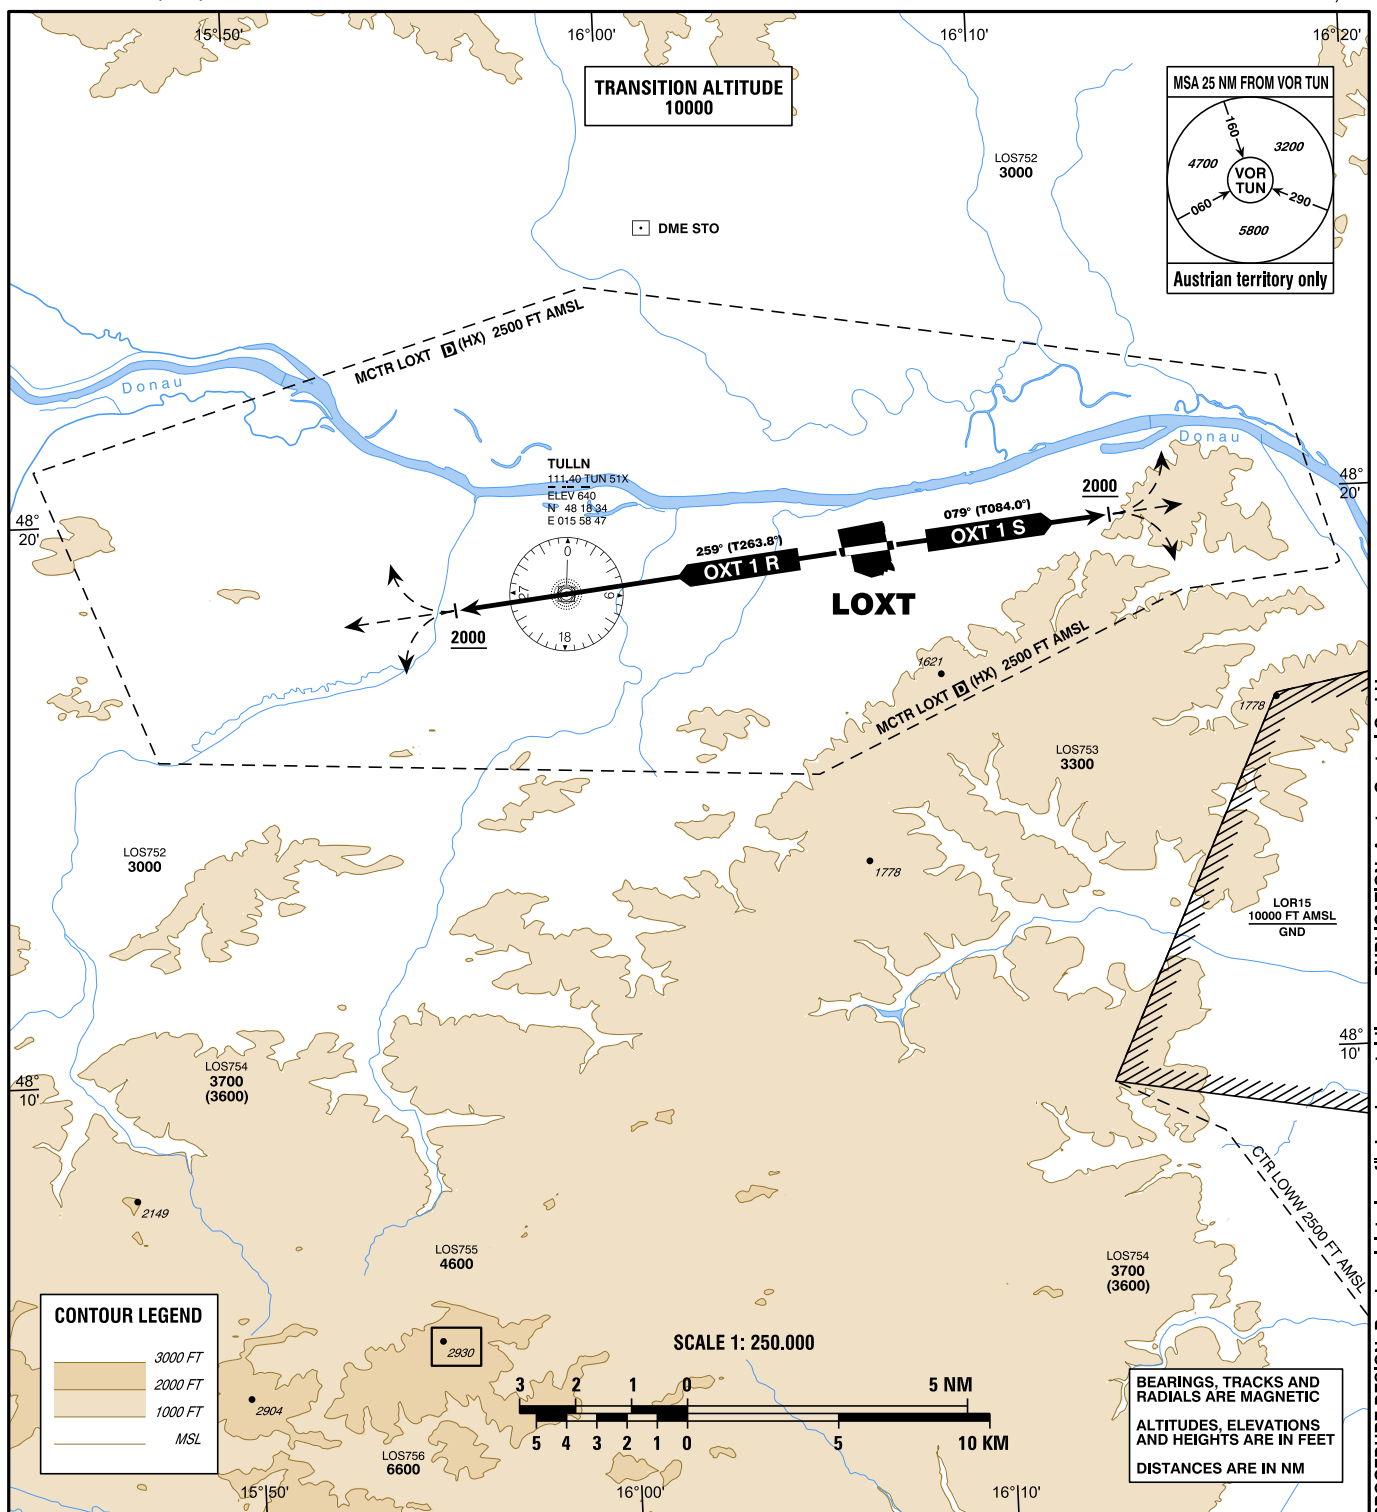 15°50'
16°00'
16°10'
16°20'
TRANSITION ALTITUDE
10000
MSA 25 NM FROM VOR TUN
160
4700
3200
VOR
TUN
060
290
5800
Austrian territory only
LOS752
3000
DME STO
MCTR LOXT D (HX) 2500 FT AMSL
Donau
Donau
TULLN
111.40 TUN 51X
ELEV 640
N 48 18 34
E 015 58 47
48°
20'
48°
20'
2000
079° (T084.0°)
OXT 1 S
259° (T263.8°)
OXT 1 R
LOXT
0
27
9
18
2000
1621
MCTR LOXT D (HX) 2500 FT AMSL
1778
LOS753
3300
LOS752
3000
1778
LOR15
10000 FT AMSL
GND
48°
10'
48°
10'
LOS754
3700
(3600)
CTR LOWW 2500 FT AMSL
2149
LOS755
4600
LOS754
3700
(3600)
CONTOUR LEGEND
3000 FT
2000 FT
1000 FT
MSL
2930
2904
SCALE 1: 250.000
3 2 1 0 5 NM
5 4 3 2 1 0 5 10 KM
LOS756
6600
BEARINGS, TRACKS AND
RADIALS ARE MAGNETIC
ALTITUDES, ELEVATIONS
AND HEIGHTS ARE IN FEET
DISTANCES ARE IN NM
15°50'
16°00'
16°10'